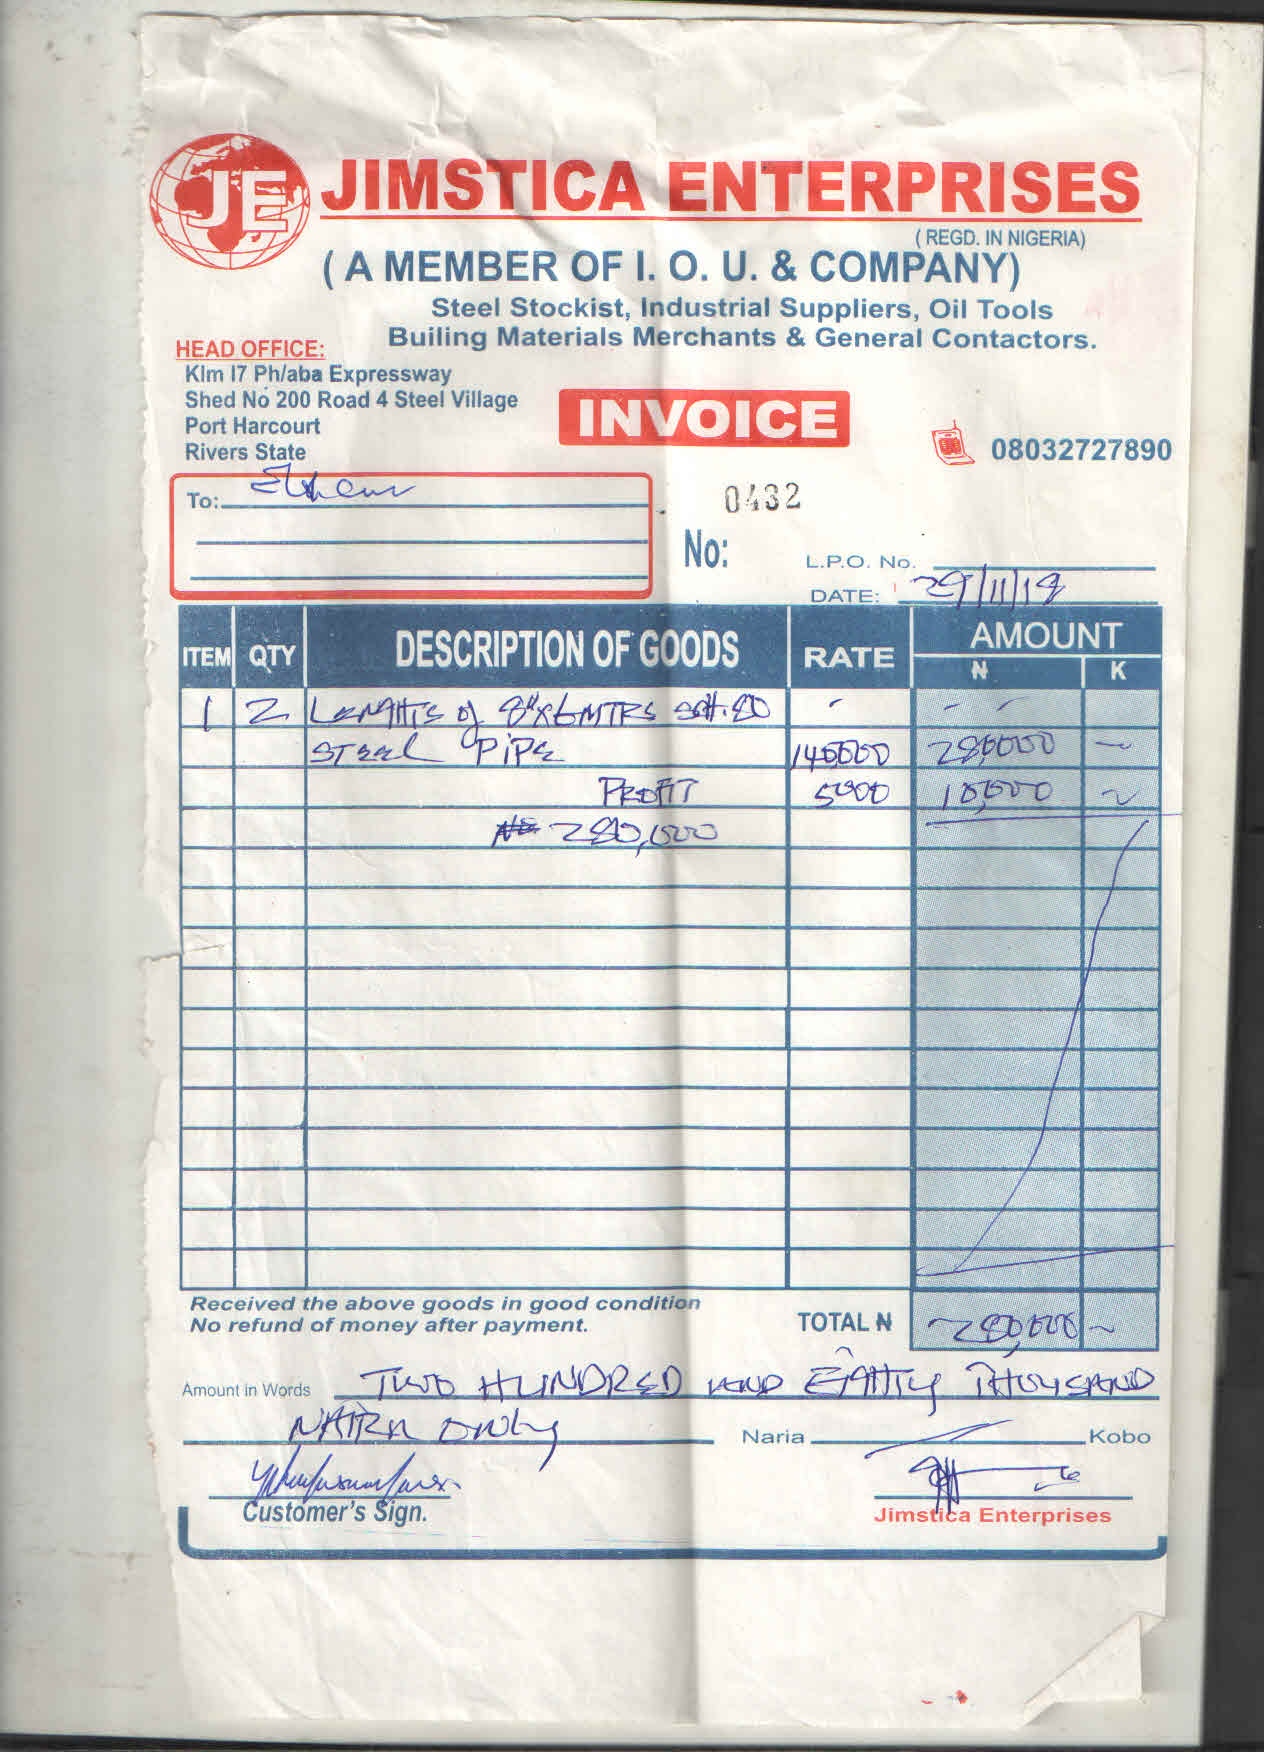 JE JIMSTICA ENTERPRISES
( REGD. IN NIGERIA)
( A MEMBER OF I. O. U. & COMPANY)
Steel Stockist, Industrial Suppliers, Oil Tools
Builing Materials Merchants & General Contactors.
HEAD OFFICE:
Klm I7 Ph/aba Expressway
Shed No 200 Road 4 Steel Village
Port Harcourt
Rivers State
INVOICE
08032727890
To:
0432
No:
L.P.O. No.
DATE: 29/11/18
ITEM QTY DESCRIPTION OF GOODS RATE AMOUNT
₦ K
1 2 LENGHTS of 8"x6MTRS SCH.80 - - -
STEEL PIPE 140000 280000 ~
PROFIT 5000 10,000 ~
280,000
Received the above goods in good condition
No refund of money after payment.
TOTAL ₦ 280,000 ~
Amount in Words TWO HUNDRED AND EIGHTY THOUSAND
NAIRA ONLY Naria Kobo
Customer's Sign.
Jimstica Enterprises